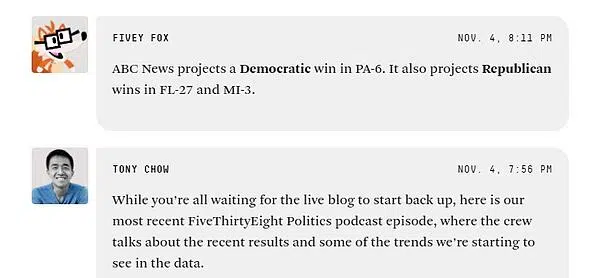 FIVEY FOX NOV. 4, 8:11 PM
ABC News projects a Democratic win in PA-6. It also projects Republican
wins in FL-27 and MI-3.
TONY CHOW NOV. 4, 7:56 PM
While you’re all waiting for the live blog to start back up, here is our
most recent FiveThirtyEight Politics podcast episode, where the crew
talks about the recent results and some of the trends we’re starting to
see in the data.